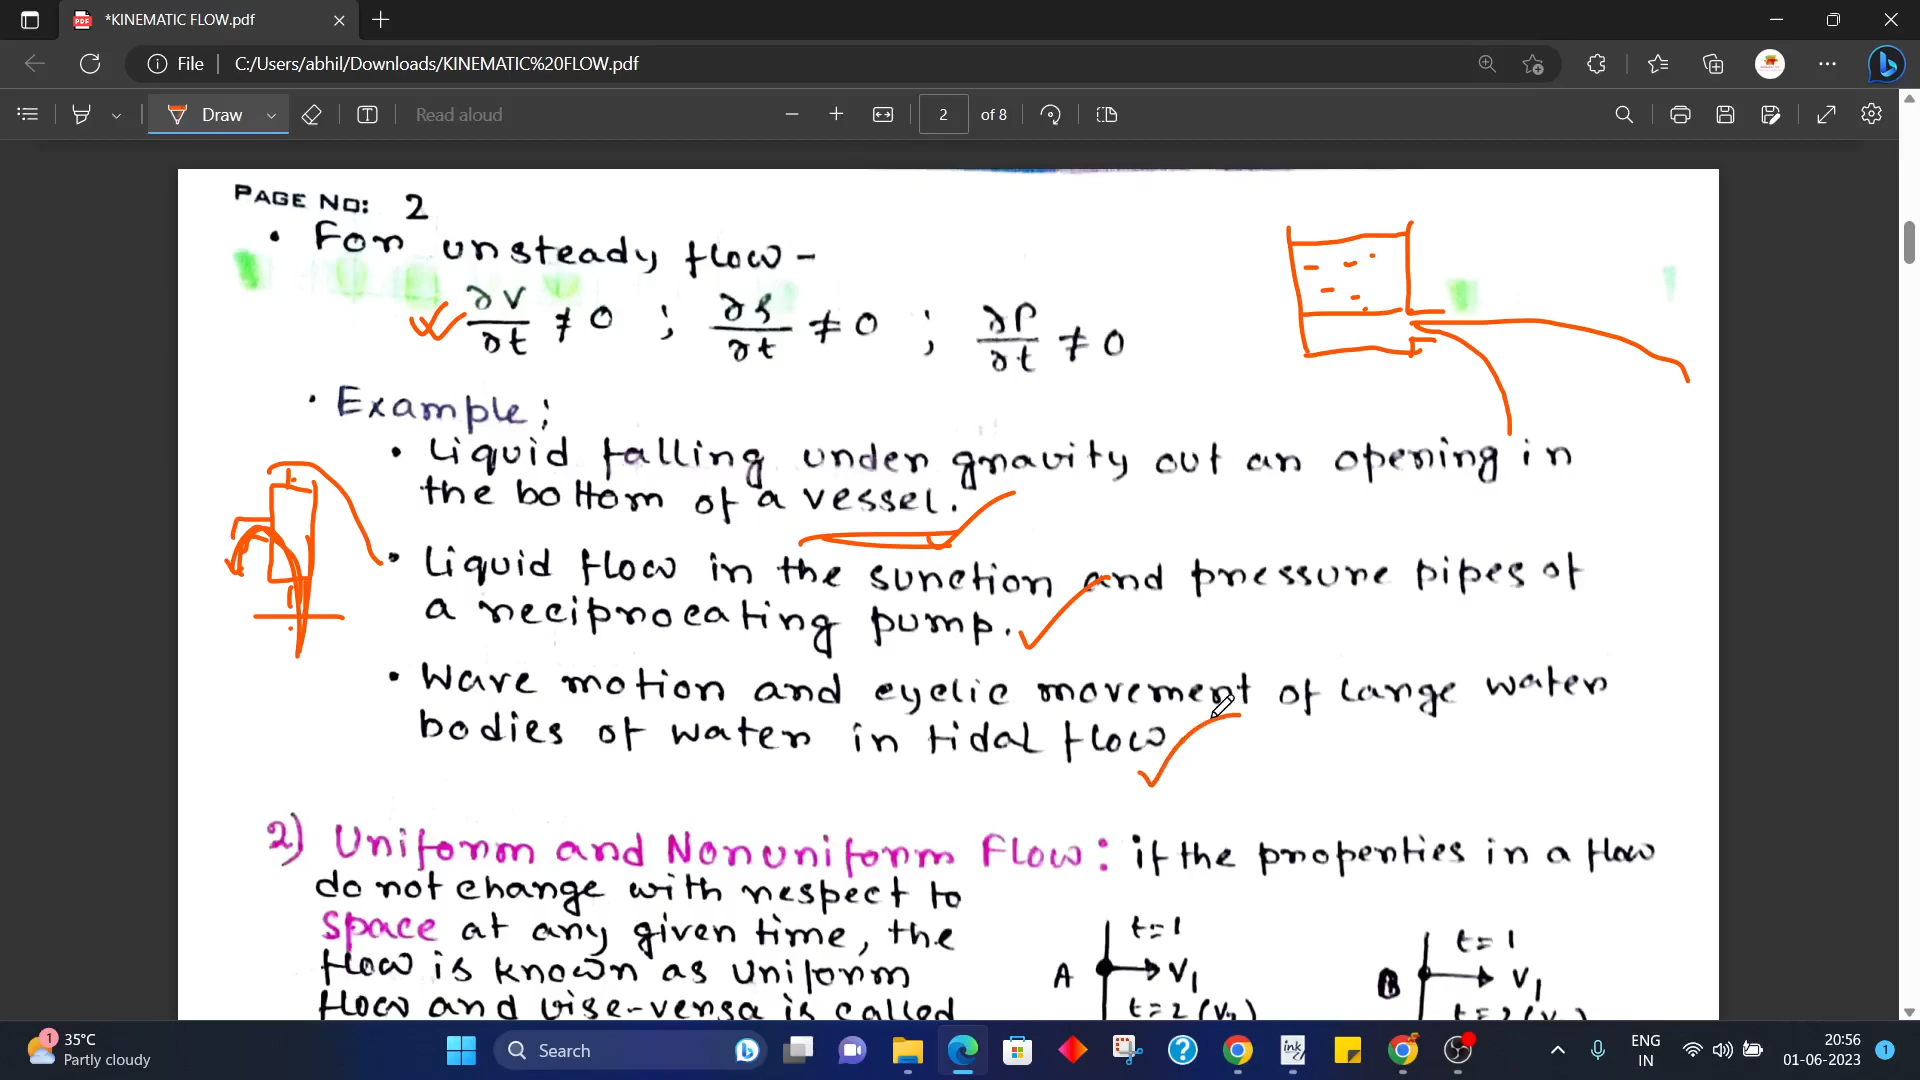 *KINEMATIC FLOW.pdf
File C:/Users/abhil/Downloads/KINEMATIC%20FLOW.pdf
Draw Read aloud 2 of 8
PAGE NO: 2
• For unsteady flow -
∂V/∂t ≠ 0 ; ∂ρ/∂t ≠ 0 ; ∂P/∂t ≠ 0
• Example;
• Liquid falling under gravity out an opening in
the bottom of a vessel.
• Liquid flow in the sunction and pressure pipes of
a reciprocating pump.
• Wave motion and cyclic movement of large water
bodies of water in tidal flow
2) Uniform and Nonuniform Flow: if the properties in a flow
do not change with respect to
space at any given time, the
flow is known as uniform
flow and vise-versa is called
t=1
A V1
t=2 (V2)
t=1
B V1
35°C
Partly cloudy
Search
ink
ENG
IN
20:56
01-06-2023
1